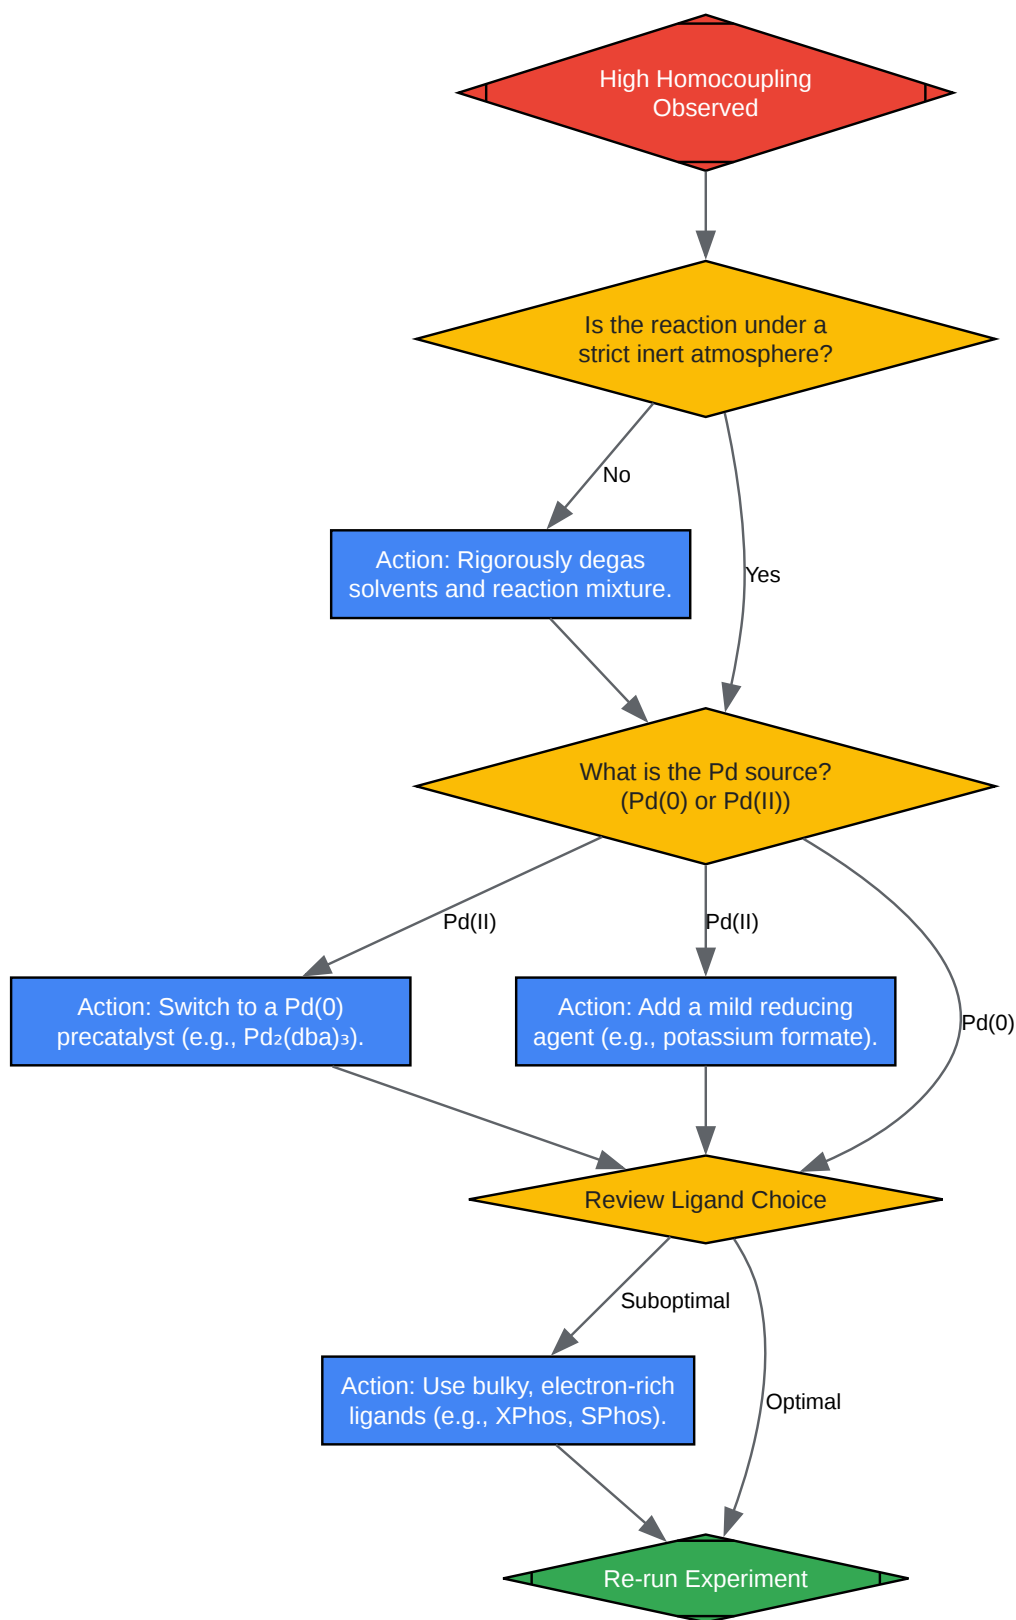 High Homocoupling
Observed
Is the reaction under a
strict inert atmosphere?
No
Action: Rigorously degas
solvents and reaction mixture.
Yes
What is the Pd source?
(Pd(0) or Pd(II))
Pd(II)
Pd(II)
Action: Switch to a Pd(0)
precatalyst (e.g., Pd₂(dba)₃).
Action: Add a mild reducing
agent (e.g., potassium formate).
Pd(0)
Review Ligand Choice
Suboptimal
Action: Use bulky, electron-rich
ligands (e.g., XPhos, SPhos).
Optimal
Re-run Experiment